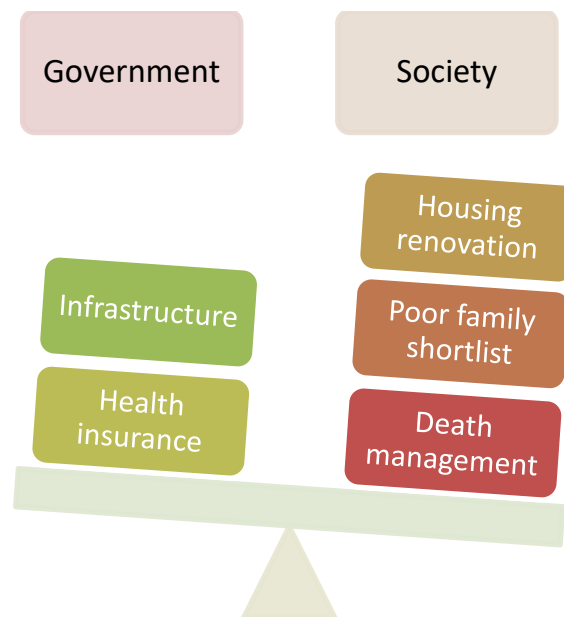 Government
Society
Housing
renovation
Infrastructure
Poor family
shortlist
Health
insurance
Death
management